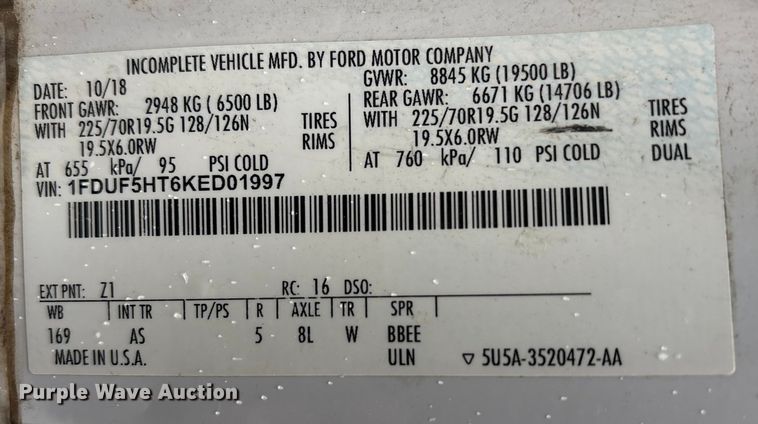 INCOMPLETE VEHICLE MFD. BY FORD MOTOR COMPANY
DATE: 10/18 GVWR: 8845 KG (19500 LB)
FRONT GAWR: 2948 KG ( 6500 LB) REAR GAWR: 6671 KG (14706 LB)
WITH 225/70R19.5G 128/126N TIRES WITH 225/70R19.5G 128/126N TIRES
19.5X6.0RW RIMS 19.5X6.0RW RIMS
AT 655 kPa/ 95 PSI COLD AT 760 kPa/ 110 PSI COLD DUAL
VIN: 1FDUF5HT6KED01997
EXT PNT: Z1 RC: 16 DSO:
WB INT TR TP/PS R AXLE TR SPR
169 AS 5 8L W BBEE
MADE IN U.S.A. ULN ▽ 5U5A-3520472-AA
Purple Wave Auction